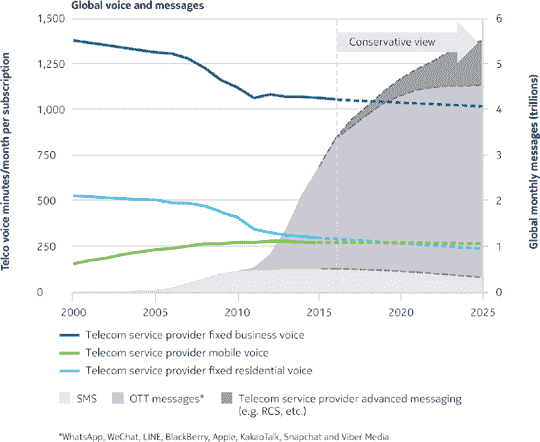 Global voice and messages
Telco voice minutes/month per subscription
1,500
1,250
1,000
750
500
250
0
Conservative view
6
5
4
3
2
1
0
Global monthly messages (trillions)
2000
2005
2010
2015
2020
2025
Telecom service provider fixed business voice
Telecom service provider mobile voice
Telecom service provider fixed residential voice
SMS
OTT messages*
Telecom service provider advanced messaging
(e.g. RCS, etc.)
*WhatsApp, WeChat, LINE, BlackBerry, Apple, KakaoTalk, Snapchat and Viber Media